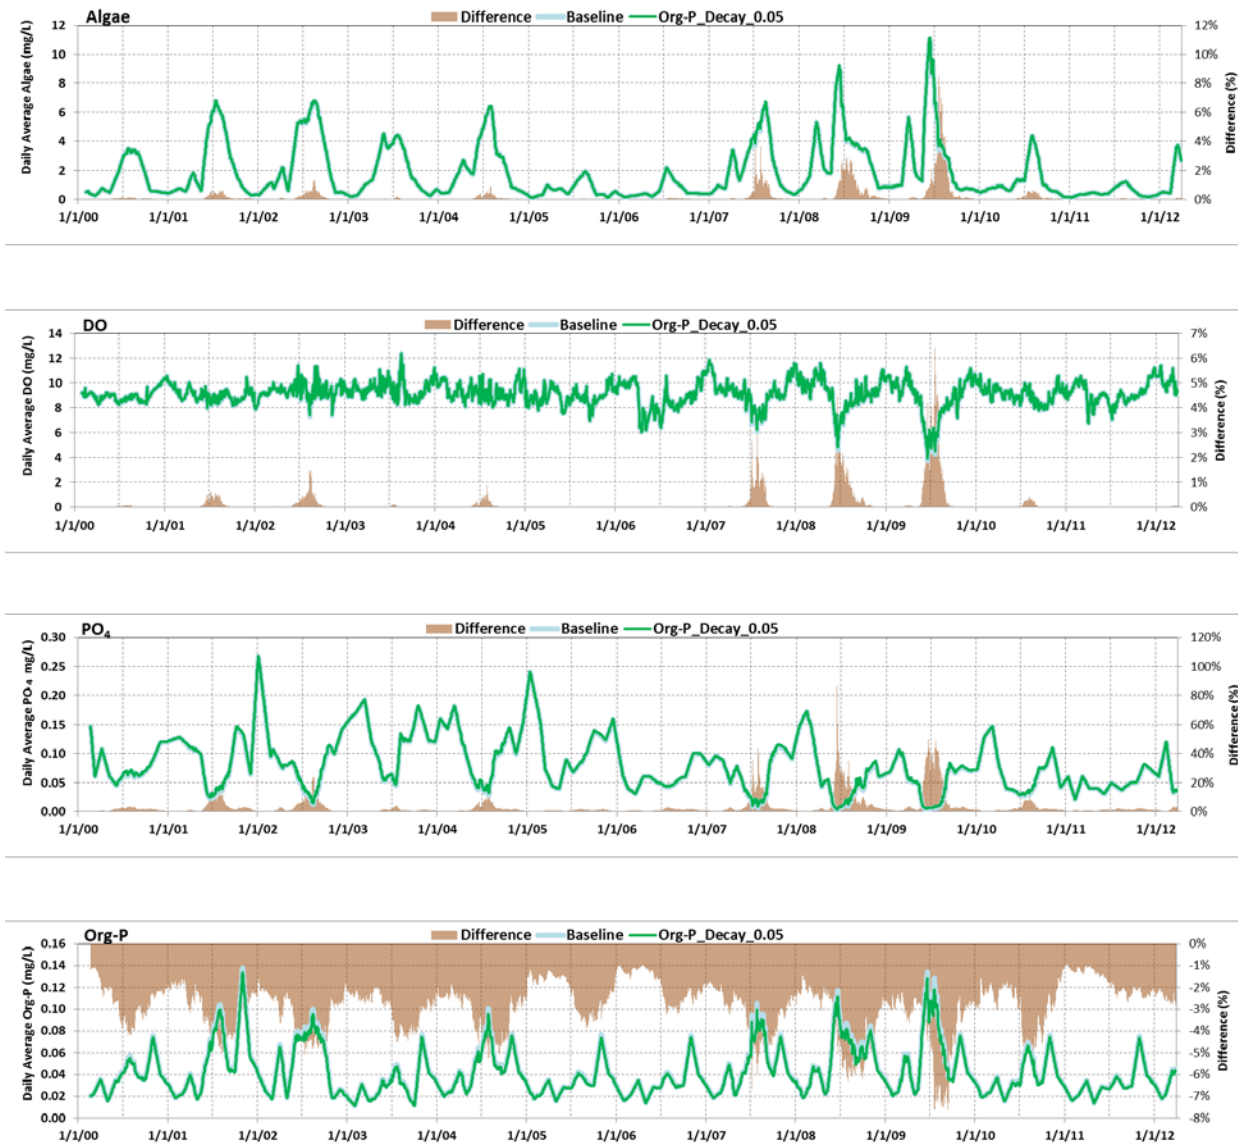 Algae
Difference Baseline Org-P_Decay_0.05
Daily Average Algae (mg/L)
12 10 8 6 4 2 0
12% 10% 8% 6% 4% 2% 0%
Difference (%)
1/1/00 1/1/01 1/1/02 1/1/03 1/1/04 1/1/05 1/1/06 1/1/07 1/1/08 1/1/09 1/1/10 1/1/11 1/1/12
DO
Difference Baseline Org-P_Decay_0.05
Daily Average DO (mg/L)
14 12 10 8 6 4 2 0
7% 6% 5% 4% 3% 2% 1% 0%
Difference (%)
1/1/00 1/1/01 1/1/02 1/1/03 1/1/04 1/1/05 1/1/06 1/1/07 1/1/08 1/1/09 1/1/10 1/1/11 1/1/12
PO₄
Difference Baseline Org-P_Decay_0.05
Daily Average PO₄ mg/L)
0.30 0.25 0.20 0.15 0.10 0.05 0.00
120% 100% 80% 60% 40% 20% 0%
Difference (%)
1/1/00 1/1/01 1/1/02 1/1/03 1/1/04 1/1/05 1/1/06 1/1/07 1/1/08 1/1/09 1/1/10 1/1/11 1/1/12
Org-P
Difference Baseline Org-P_Decay_0.05
Daily Average Org-P (mg/L)
0.16 0.14 0.12 0.10 0.08 0.06 0.04 0.02 0.00
0% -1% -2% -3% -4% -5% -6% -7% -8%
Difference (%)
1/1/00 1/1/01 1/1/02 1/1/03 1/1/04 1/1/05 1/1/06 1/1/07 1/1/08 1/1/09 1/1/10 1/1/11 1/1/12